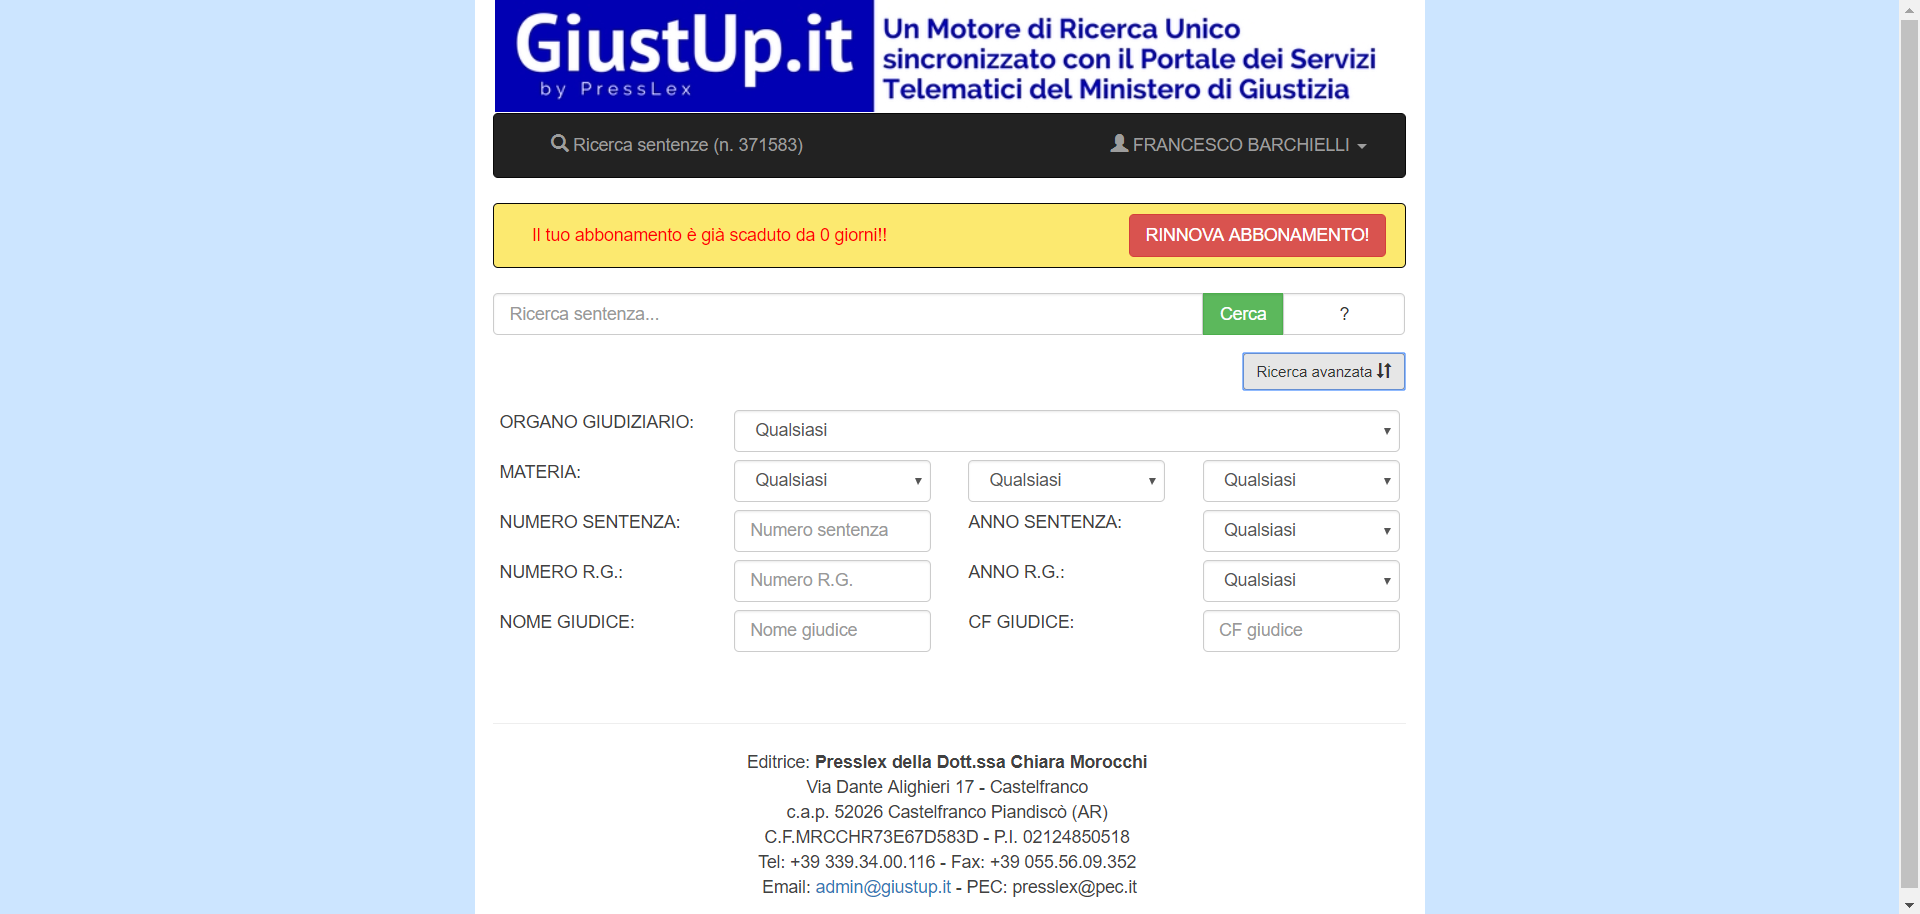 GiustUp.it
by PressLex
Un Motore di Ricerca Unico
sincronizzato con il Portale dei Servizi
Telematici del Ministero di Giustizia
Ricerca sentenze (n. 371583)
FRANCESCO BARCHIELLI
Il tuo abbonamento è già scaduto da 0 giorni!!
RINNOVA ABBONAMENTO!
Ricerca sentenza...
Cerca
?
Ricerca avanzata
ORGANO GIUDIZIARIO:
Qualsiasi
MATERIA:
Qualsiasi
Qualsiasi
Qualsiasi
NUMERO SENTENZA:
Numero sentenza
ANNO SENTENZA:
Qualsiasi
NUMERO R.G.:
Numero R.G.
ANNO R.G.:
Qualsiasi
NOME GIUDICE:
Nome giudice
CF GIUDICE:
CF giudice
Editrice: Presslex della Dott.ssa Chiara Morocchi
Via Dante Alighieri 17 - Castelfranco
c.a.p. 52026 Castelfranco Piandiscò (AR)
C.F.MRCCHR73E67D583D - P.I. 02124850518
Tel: +39 339.34.00.116 - Fax: +39 055.56.09.352
Email: admin@giustup.it - PEC: presslex@pec.it